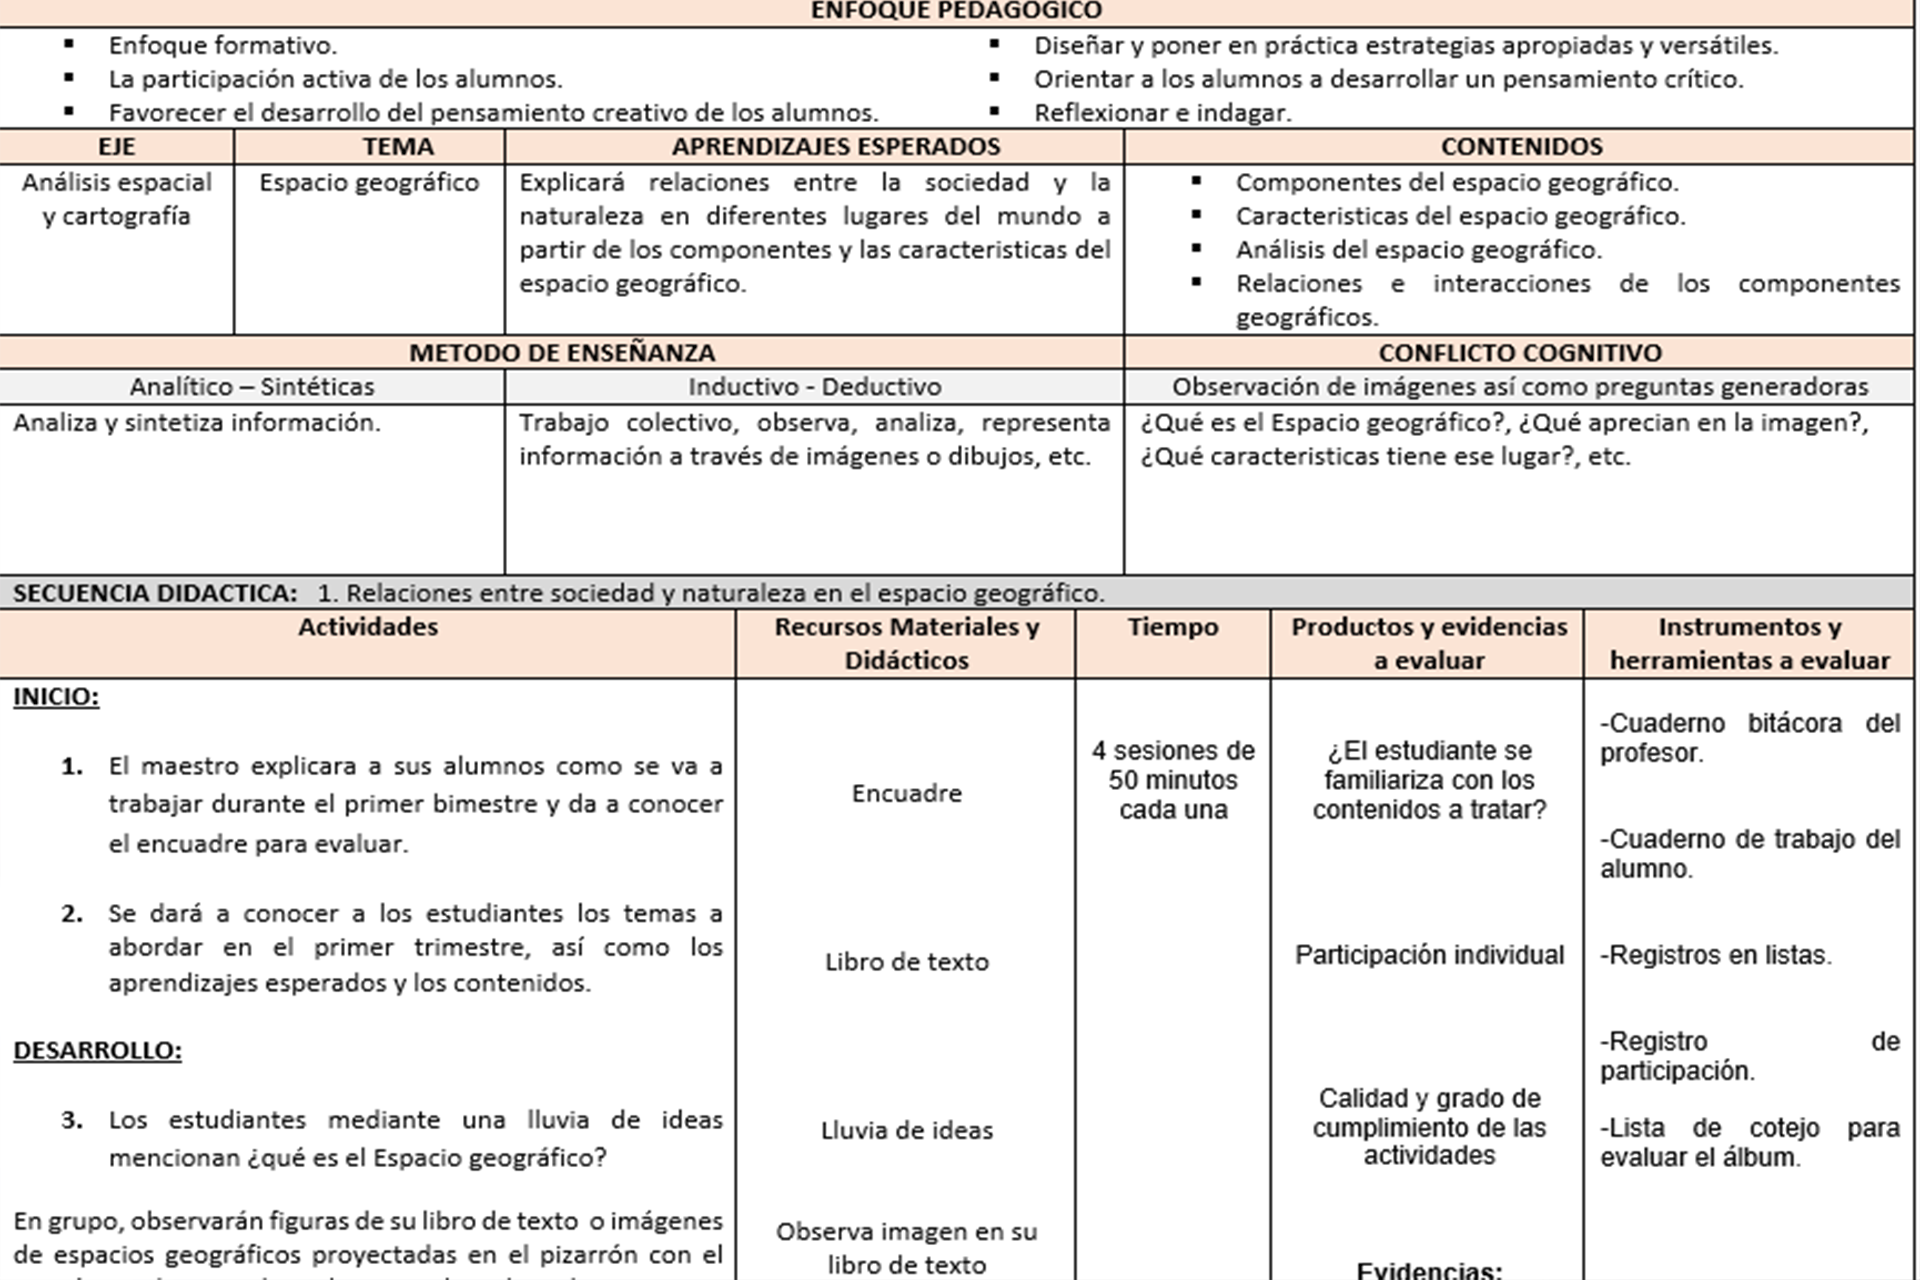 ENFOQUE PEDAGOGICO
▪ Enfoque formativo.
▪ La participación activa de los alumnos.
▪ Favorecer el desarrollo del pensamiento creativo de los alumnos.
▪ Diseñar y poner en práctica estrategias apropiadas y versátiles.
▪ Orientar a los alumnos a desarrollar un pensamiento crítico.
▪ Reflexionar e indagar.
EJE
TEMA
APRENDIZAJES ESPERADOS
CONTENIDOS
Análisis espacial
y cartografía
Espacio geográfico
Explicará relaciones entre la sociedad y la
naturaleza en diferentes lugares del mundo a
partir de los componentes y las caracteristicas del
espacio geográfico.
▪ Componentes del espacio geográfico.
▪ Caracteristicas del espacio geográfico.
▪ Análisis del espacio geográfico.
▪ Relaciones e interacciones de los componentes
geográficos.
METODO DE ENSEÑANZA
CONFLICTO COGNITIVO
Analítico – Sintéticas
Inductivo - Deductivo
Observación de imágenes así como preguntas generadoras
Analiza y sintetiza información.
Trabajo colectivo, observa, analiza, representa
información a través de imágenes o dibujos, etc.
¿Qué es el Espacio geográfico?, ¿Qué aprecian en la imagen?,
¿Qué caracteristicas tiene ese lugar?, etc.
SECUENCIA DIDACTICA: 1. Relaciones entre sociedad y naturaleza en el espacio geográfico.
Actividades
Recursos Materiales y
Didácticos
Tiempo
Productos y evidencias
a evaluar
Instrumentos y
herramientas a evaluar
INICIO:
1. El maestro explicara a sus alumnos como se va a
trabajar durante el primer bimestre y da a conocer
el encuadre para evaluar.
2. Se dará a conocer a los estudiantes los temas a
abordar en el primer trimestre, así como los
aprendizajes esperados y los contenidos.
DESARROLLO:
3. Los estudiantes mediante una lluvia de ideas
mencionan ¿qué es el Espacio geográfico?
En grupo, observarán figuras de su libro de texto o imágenes
de espacios geográficos proyectadas en el pizarrón con el
Encuadre
Libro de texto
Lluvia de ideas
Observa imagen en su
libro de texto
4 sesiones de
50 minutos
cada una
¿El estudiante se
familiariza con los
contenidos a tratar?
Participación individual
Calidad y grado de
cumplimiento de las
actividades
Evidencias:
-Cuaderno bitácora del
profesor.
-Cuaderno de trabajo del
alumno.
-Registros en listas.
-Registro de
participación.
-Lista de cotejo para
evaluar el álbum.